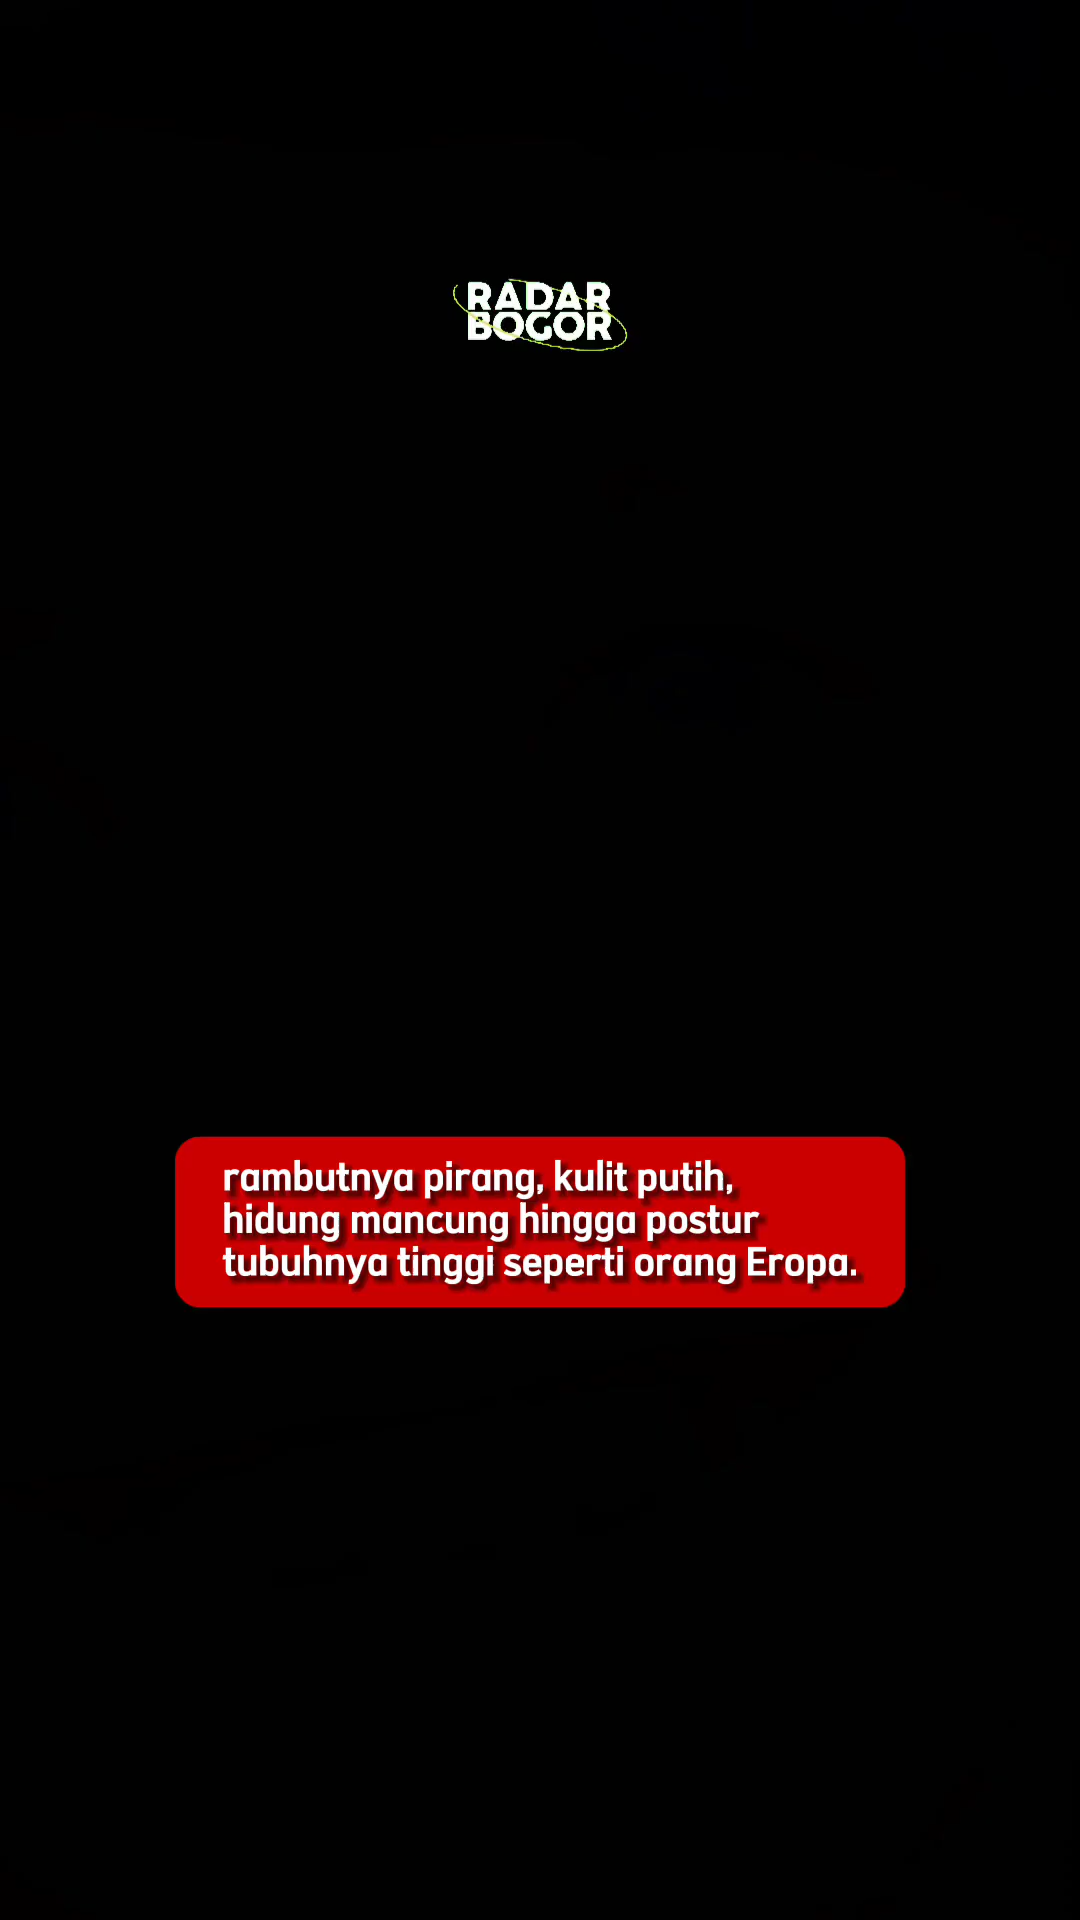 RADAR
BOGOR
rambutnya pirang, kulit putih,
hidung mancung hingga postur
tubuhnya tinggi seperti orang Eropa.